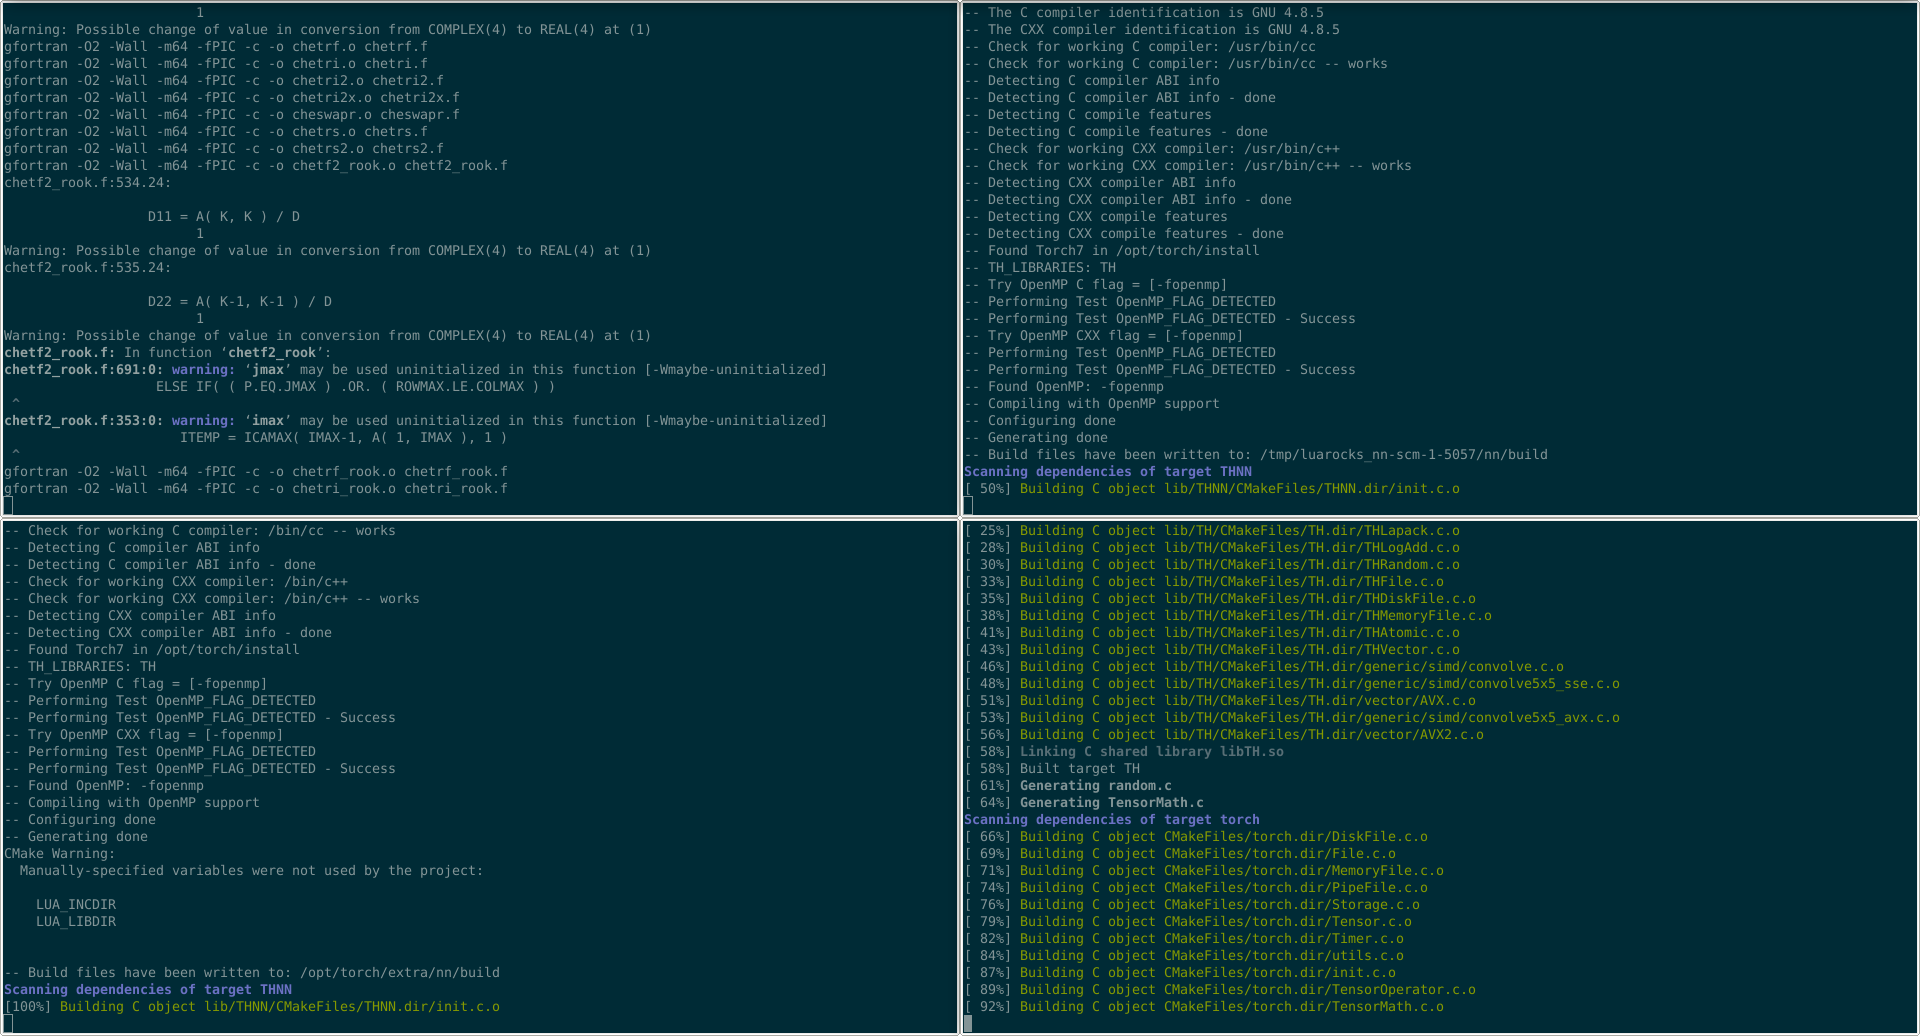 1
Warning: Possible change of value in conversion from COMPLEX(4) to REAL(4) at (1)
gfortran -O2 -Wall -m64 -fPIC -c -o chetrf.o chetrf.f
gfortran -O2 -Wall -m64 -fPIC -c -o chetri.o chetri.f
gfortran -O2 -Wall -m64 -fPIC -c -o chetri2.o chetri2.f
gfortran -O2 -Wall -m64 -fPIC -c -o chetri2x.o chetri2x.f
gfortran -O2 -Wall -m64 -fPIC -c -o cheswapr.o cheswapr.f
gfortran -O2 -Wall -m64 -fPIC -c -o chetrs.o chetrs.f
gfortran -O2 -Wall -m64 -fPIC -c -o chetrs2.o chetrs2.f
gfortran -O2 -Wall -m64 -fPIC -c -o chetf2_rook.o chetf2_rook.f
chetf2_rook.f:534.24:
D11 = A( K, K ) / D
1
Warning: Possible change of value in conversion from COMPLEX(4) to REAL(4) at (1)
chetf2_rook.f:535.24:
D22 = A( K-1, K-1 ) / D
1
Warning: Possible change of value in conversion from COMPLEX(4) to REAL(4) at (1)
chetf2_rook.f: In function ‘chetf2_rook’:
chetf2_rook.f:691:0: warning: ‘jmax’ may be used uninitialized in this function [-Wmaybe-uninitialized]
ELSE IF( ( P.EQ.JMAX ) .OR. ( ROWMAX.LE.COLMAX ) )
^
chetf2_rook.f:353:0: warning: ‘imax’ may be used uninitialized in this function [-Wmaybe-uninitialized]
ITEMP = ICAMAX( IMAX-1, A( 1, IMAX ), 1 )
^
gfortran -O2 -Wall -m64 -fPIC -c -o chetrf_rook.o chetrf_rook.f
gfortran -O2 -Wall -m64 -fPIC -c -o chetri_rook.o chetri_rook.f
-- The C compiler identification is GNU 4.8.5
-- The CXX compiler identification is GNU 4.8.5
-- Check for working C compiler: /usr/bin/cc
-- Check for working C compiler: /usr/bin/cc -- works
-- Detecting C compiler ABI info
-- Detecting C compiler ABI info - done
-- Detecting C compile features
-- Detecting C compile features - done
-- Check for working CXX compiler: /usr/bin/c++
-- Check for working CXX compiler: /usr/bin/c++ -- works
-- Detecting CXX compiler ABI info
-- Detecting CXX compiler ABI info - done
-- Detecting CXX compile features
-- Detecting CXX compile features - done
-- Found Torch7 in /opt/torch/install
-- TH_LIBRARIES: TH
-- Try OpenMP C flag = [-fopenmp]
-- Performing Test OpenMP_FLAG_DETECTED
-- Performing Test OpenMP_FLAG_DETECTED - Success
-- Try OpenMP CXX flag = [-fopenmp]
-- Performing Test OpenMP_FLAG_DETECTED
-- Performing Test OpenMP_FLAG_DETECTED - Success
-- Found OpenMP: -fopenmp
-- Compiling with OpenMP support
-- Configuring done
-- Generating done
-- Build files have been written to: /tmp/luarocks_nn-scm-1-5057/nn/build
Scanning dependencies of target THNN
[ 50%] Building C object lib/THNN/CMakeFiles/THNN.dir/init.c.o
-- Check for working C compiler: /bin/cc -- works
-- Detecting C compiler ABI info
-- Detecting C compiler ABI info - done
-- Check for working CXX compiler: /bin/c++
-- Check for working CXX compiler: /bin/c++ -- works
-- Detecting CXX compiler ABI info
-- Detecting CXX compiler ABI info - done
-- Found Torch7 in /opt/torch/install
-- TH_LIBRARIES: TH
-- Try OpenMP C flag = [-fopenmp]
-- Performing Test OpenMP_FLAG_DETECTED
-- Performing Test OpenMP_FLAG_DETECTED - Success
-- Try OpenMP CXX flag = [-fopenmp]
-- Performing Test OpenMP_FLAG_DETECTED
-- Performing Test OpenMP_FLAG_DETECTED - Success
-- Found OpenMP: -fopenmp
-- Compiling with OpenMP support
-- Configuring done
-- Generating done
CMake Warning:
Manually-specified variables were not used by the project:
LUA_INCDIR
LUA_LIBDIR
-- Build files have been written to: /opt/torch/extra/nn/build
Scanning dependencies of target THNN
[100%] Building C object lib/THNN/CMakeFiles/THNN.dir/init.c.o
[ 25%] Building C object lib/TH/CMakeFiles/TH.dir/THLapack.c.o
[ 28%] Building C object lib/TH/CMakeFiles/TH.dir/THLogAdd.c.o
[ 30%] Building C object lib/TH/CMakeFiles/TH.dir/THRandom.c.o
[ 33%] Building C object lib/TH/CMakeFiles/TH.dir/THFile.c.o
[ 35%] Building C object lib/TH/CMakeFiles/TH.dir/THDiskFile.c.o
[ 38%] Building C object lib/TH/CMakeFiles/TH.dir/THMemoryFile.c.o
[ 41%] Building C object lib/TH/CMakeFiles/TH.dir/THAtomic.c.o
[ 43%] Building C object lib/TH/CMakeFiles/TH.dir/THVector.c.o
[ 46%] Building C object lib/TH/CMakeFiles/TH.dir/generic/simd/convolve.c.o
[ 48%] Building C object lib/TH/CMakeFiles/TH.dir/generic/simd/convolve5x5_sse.c.o
[ 51%] Building C object lib/TH/CMakeFiles/TH.dir/vector/AVX.c.o
[ 53%] Building C object lib/TH/CMakeFiles/TH.dir/generic/simd/convolve5x5_avx.c.o
[ 56%] Building C object lib/TH/CMakeFiles/TH.dir/vector/AVX2.c.o
[ 58%] Linking C shared library libTH.so
[ 58%] Built target TH
[ 61%] Generating random.c
[ 64%] Generating TensorMath.c
Scanning dependencies of target torch
[ 66%] Building C object CMakeFiles/torch.dir/DiskFile.c.o
[ 69%] Building C object CMakeFiles/torch.dir/File.c.o
[ 71%] Building C object CMakeFiles/torch.dir/MemoryFile.c.o
[ 74%] Building C object CMakeFiles/torch.dir/PipeFile.c.o
[ 76%] Building C object CMakeFiles/torch.dir/Storage.c.o
[ 79%] Building C object CMakeFiles/torch.dir/Tensor.c.o
[ 82%] Building C object CMakeFiles/torch.dir/Timer.c.o
[ 84%] Building C object CMakeFiles/torch.dir/utils.c.o
[ 87%] Building C object CMakeFiles/torch.dir/init.c.o
[ 89%] Building C object CMakeFiles/torch.dir/TensorOperator.c.o
[ 92%] Building C object CMakeFiles/torch.dir/TensorMath.c.o